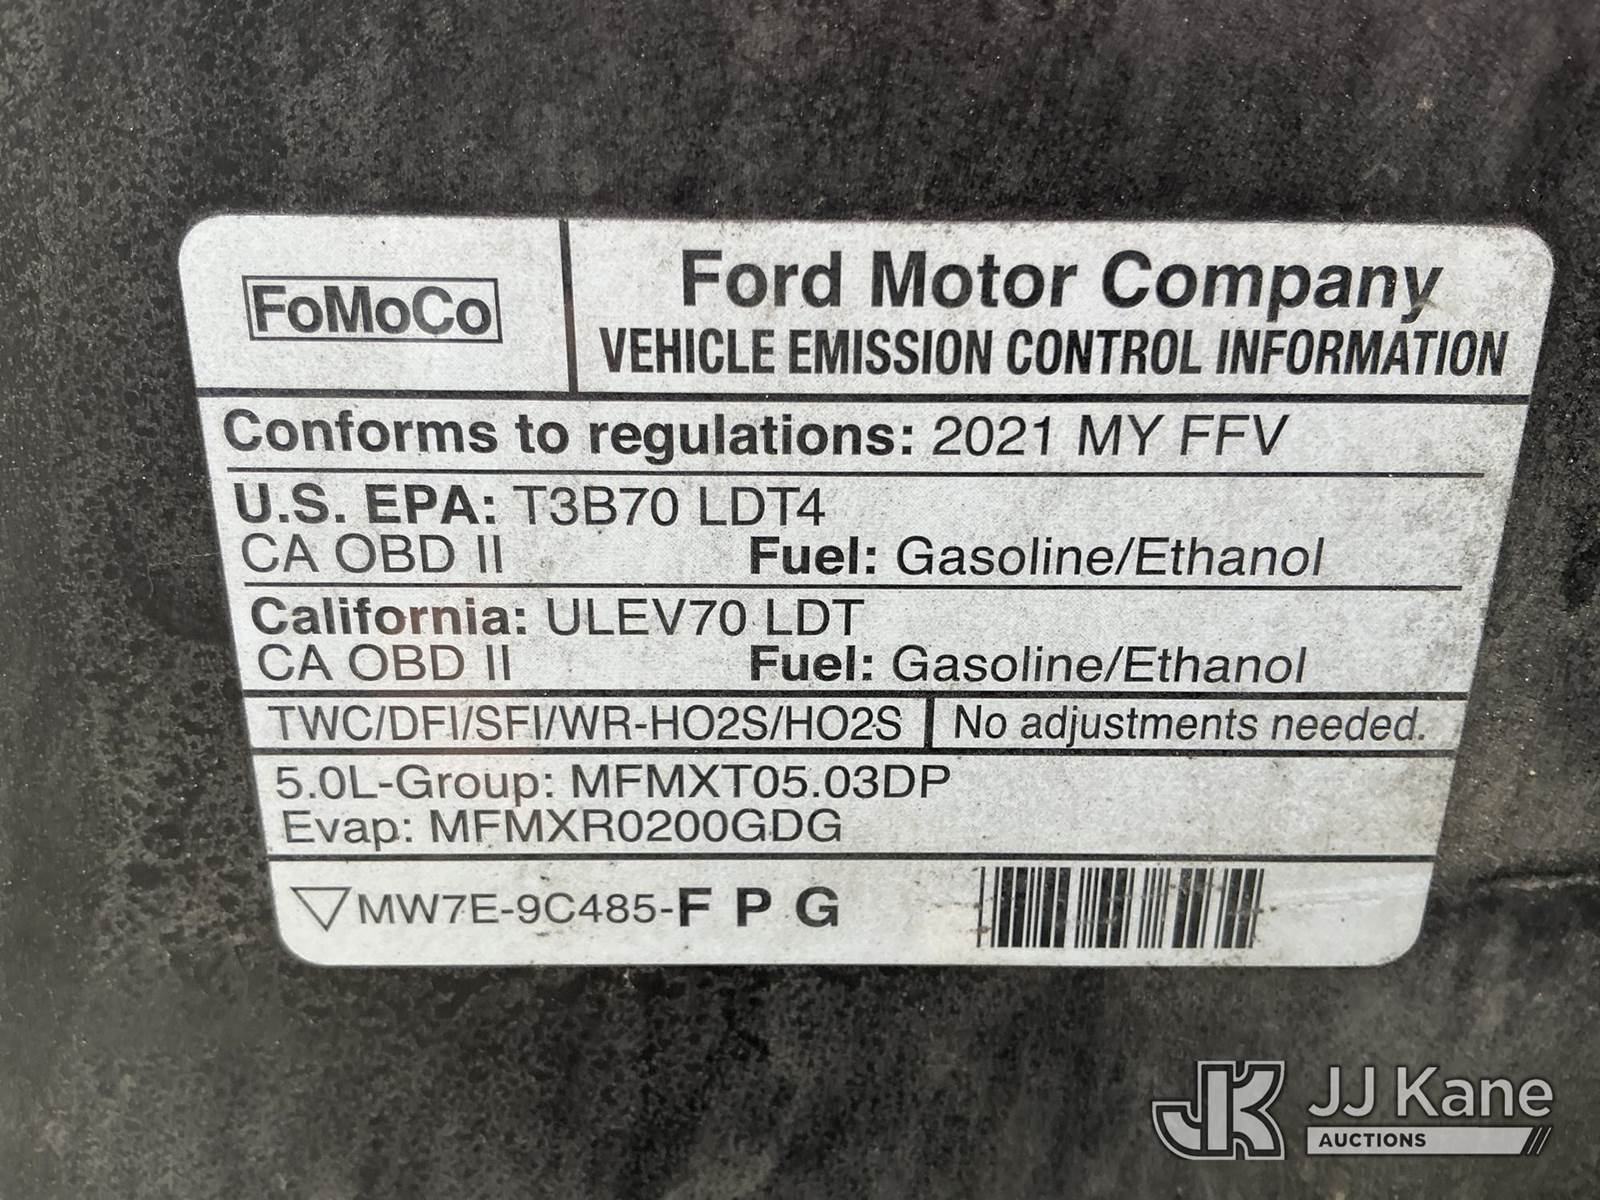 FoMoCo
Ford Motor Company
VEHICLE EMISSION CONTROL INFORMATION
Conforms to regulations: 2021 MY FFV
U.S. EPA: T3B70 LDT4
CA OBD II Fuel: Gasoline/Ethanol
California: ULEV70 LDT
CA OBD II Fuel: Gasoline/Ethanol
TWC/DFI/SFI/WR-HO2S/HO2S No adjustments needed.
5.0L-Group: MFMXT05.03DP
Evap: MFMXR0200GDG
MW7E-9C485-F P G
JK JJ Kane
AUCTIONS